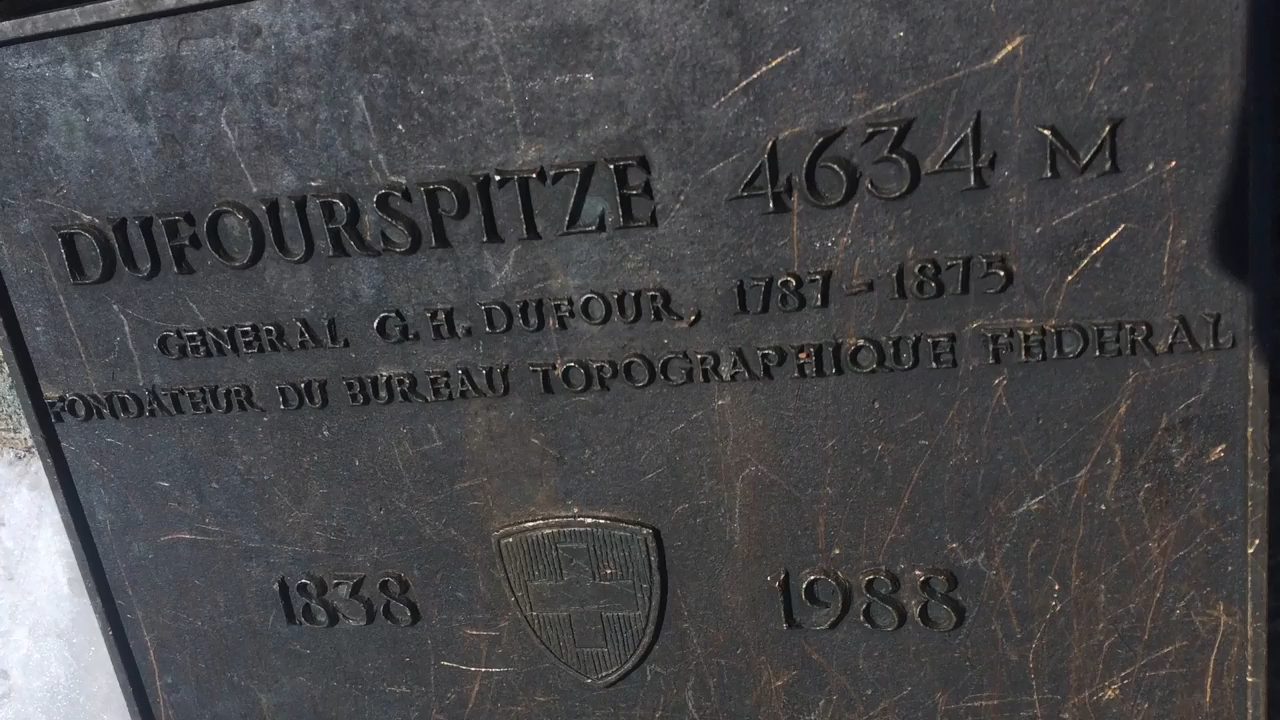 DUFOURSPITZE 4634 M
GENERAL G.H. DUFOUR, 1787-1875
FONDATEUR DU BUREAU TOPOGRAPHIQUE FEDERAL
1838 1988